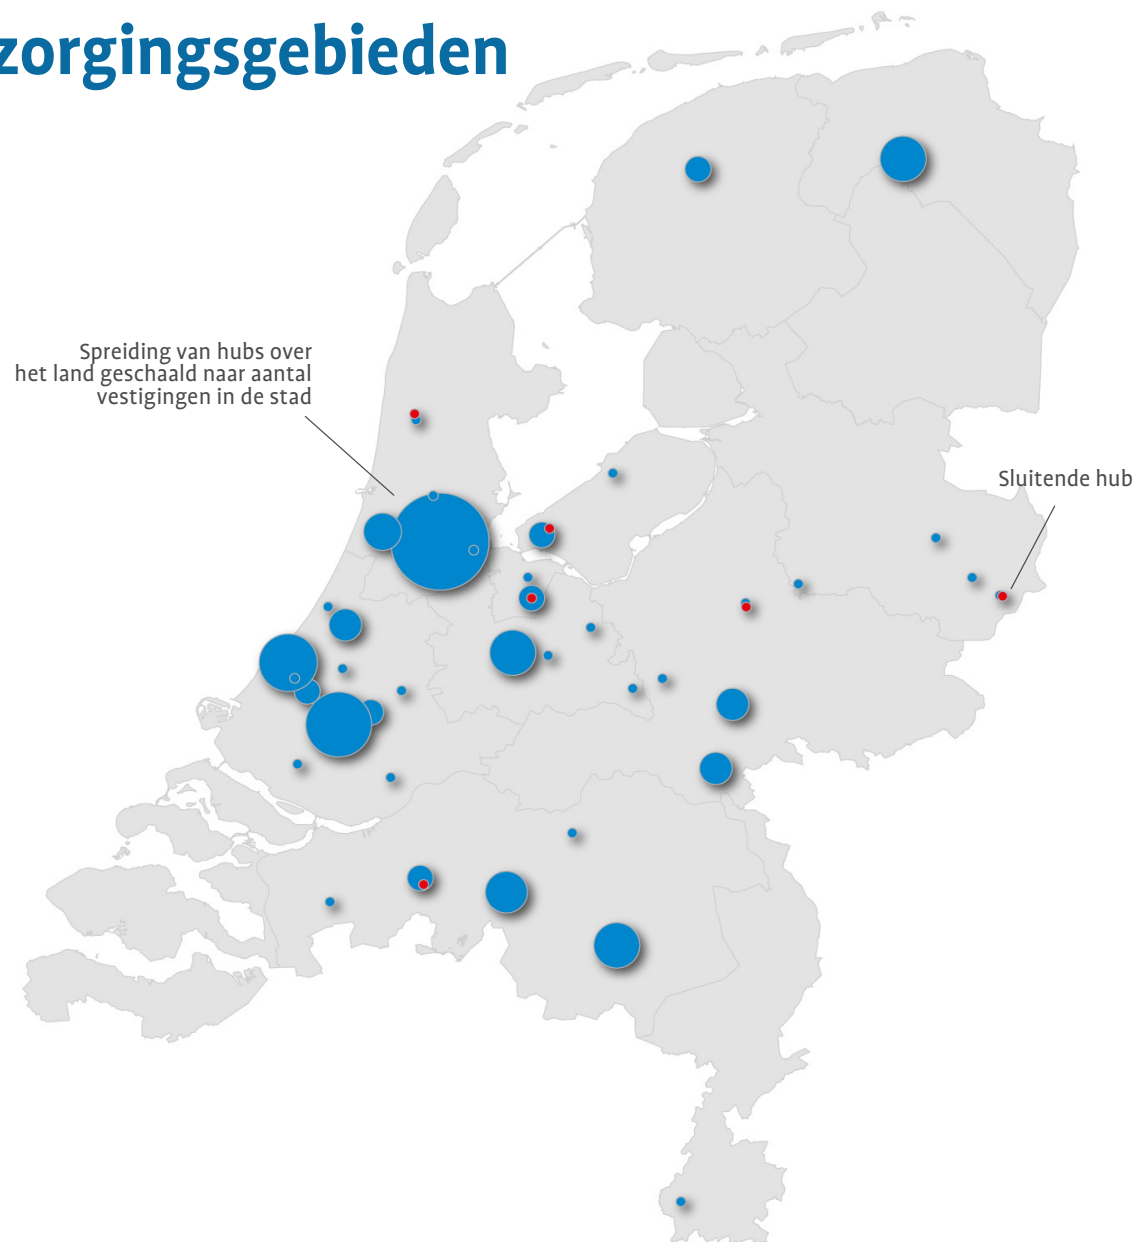 zorgingsgebieden
Spreiding van hubs over
het land geschaald naar aantal
vestigingen in de stad
Sluitende hub